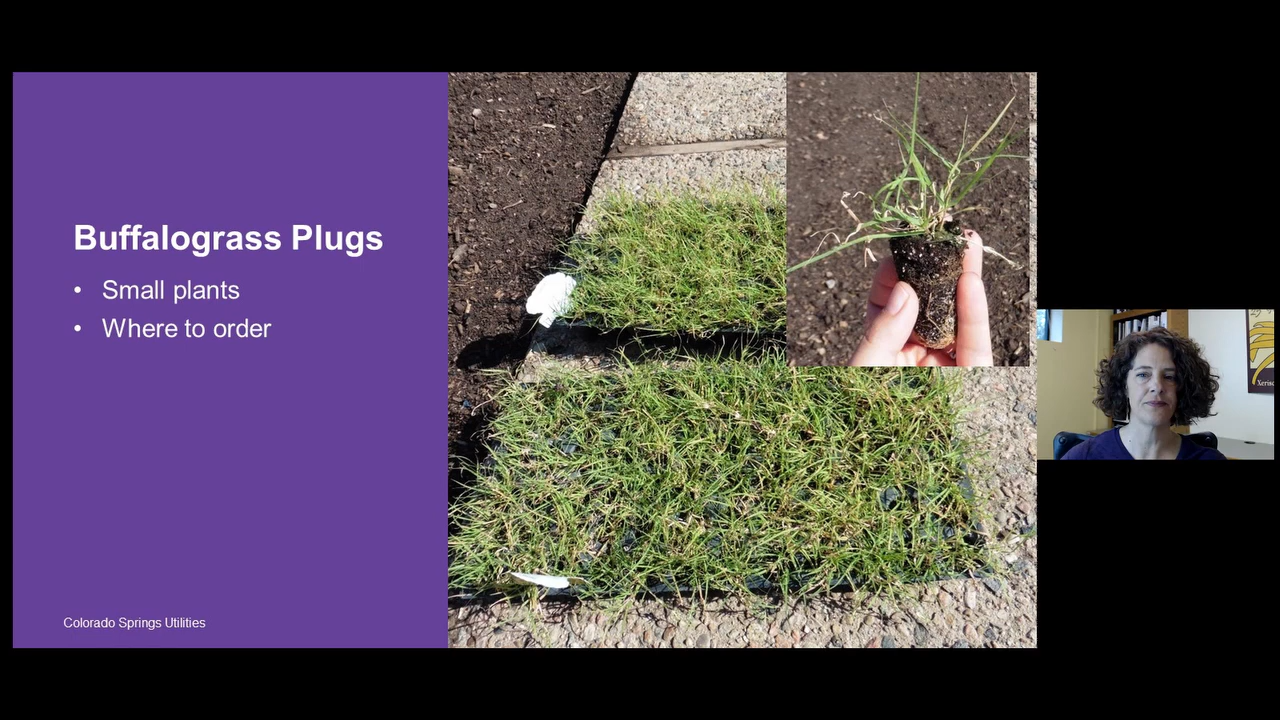 Buffalograss Plugs
• Small plants
• Where to order
Colorado Springs Utilities